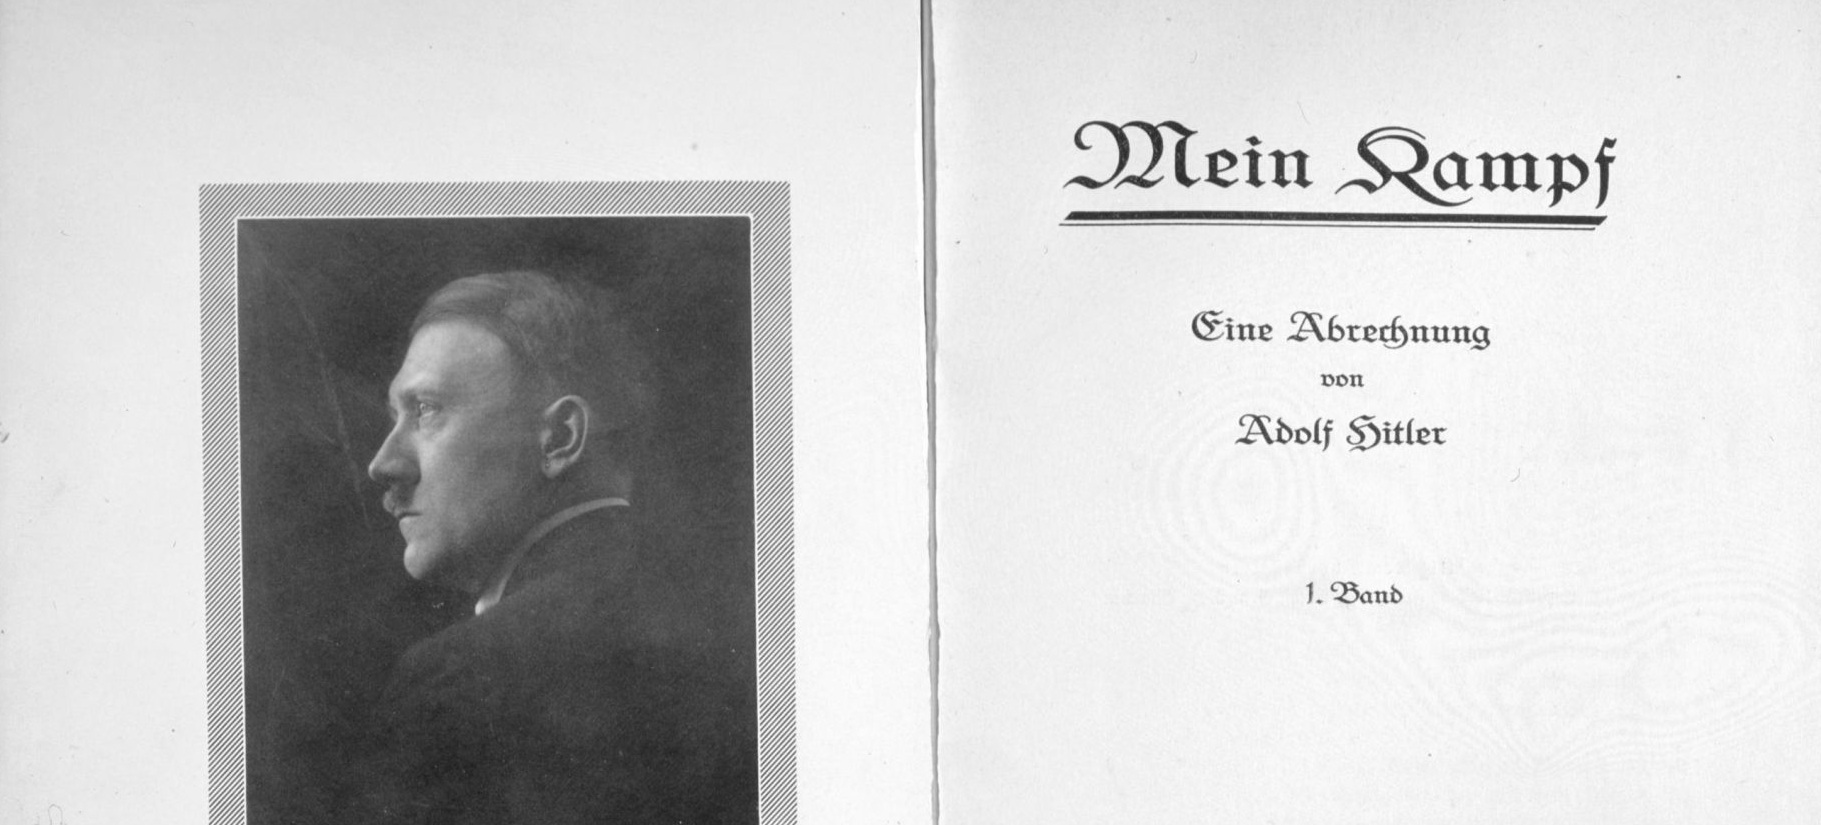 Mein Kampf
Eine Abrechnung
von
Adolf Hitler
1. Band